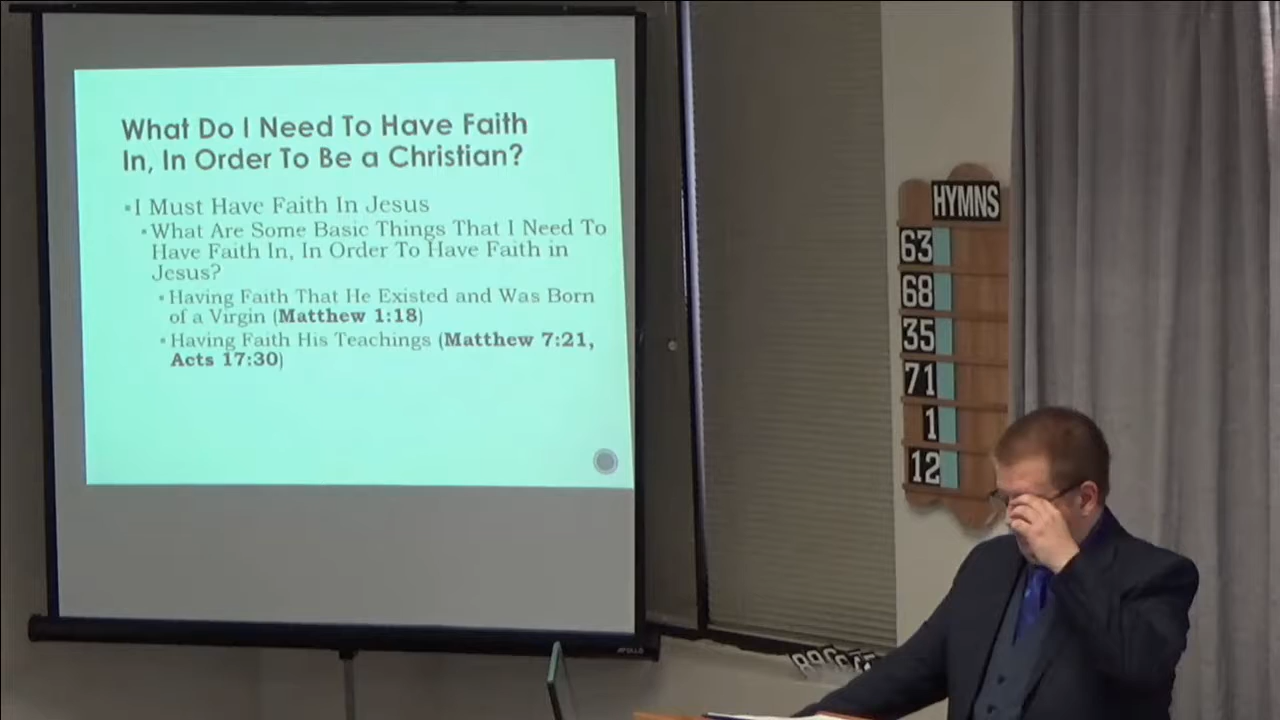 What Do I Need To Have Faith
In, In Order To Be a Christian?
▪I Must Have Faith In Jesus
▪What Are Some Basic Things That I Need To
Have Faith In, In Order To Have Faith in
Jesus?
▪Having Faith That He Existed and Was Born
of a Virgin (Matthew 1:18)
▪Having Faith His Teachings (Matthew 7:21,
Acts 17:30)
APOLLO
HYMNS
63
68
35
71
1
12